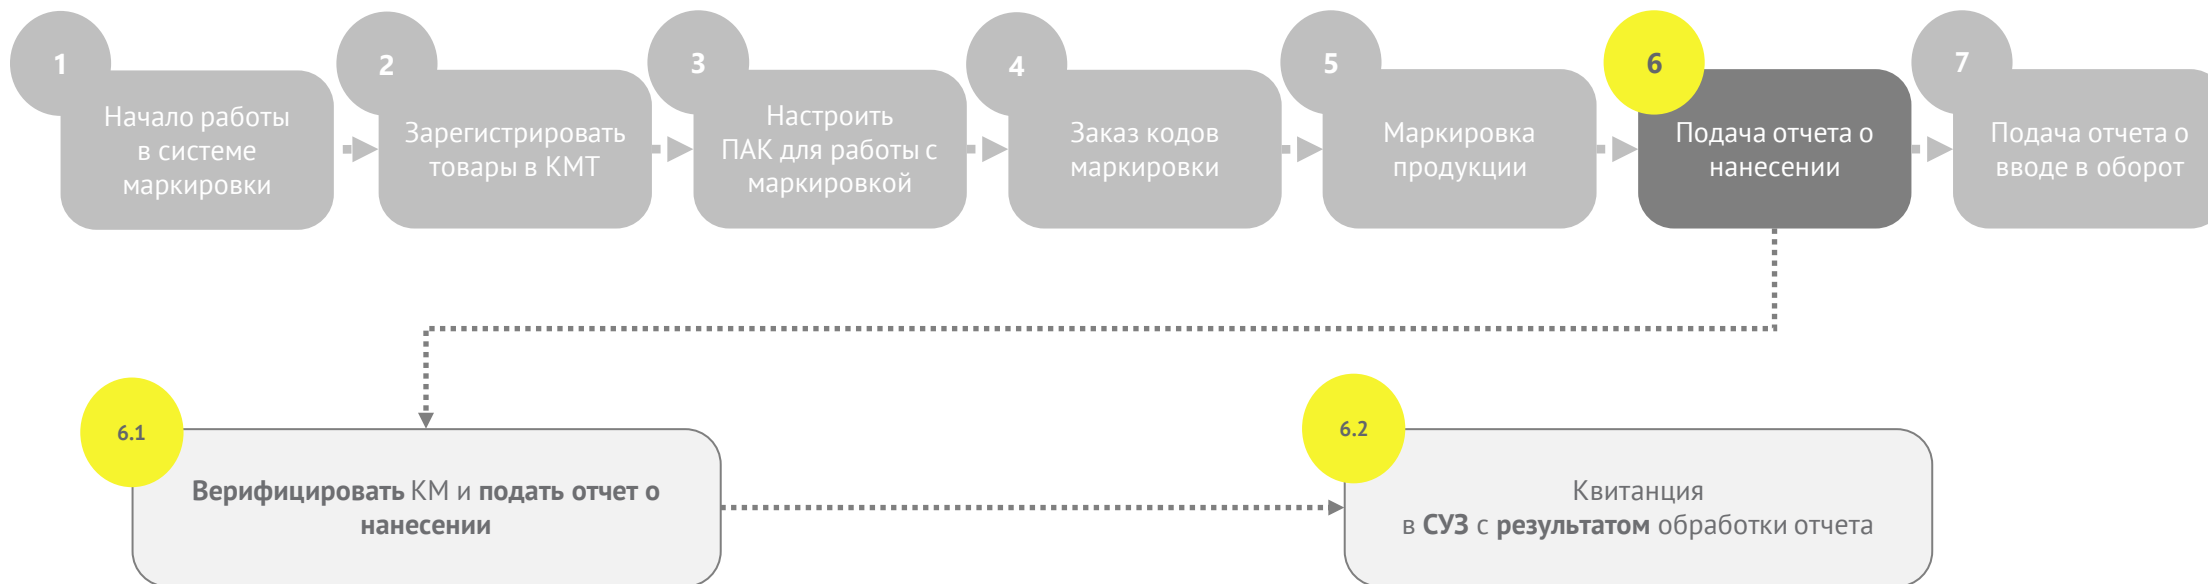 1
Начало работы
в системе
маркировки
2
Зарегистрировать
товары в КМТ
3
Настроить
ПАК для работы с
маркировкой
4
Заказ кодов
маркировки
5
Маркировка
продукции
6
Подача отчета о
нанесении
7
Подача отчета о
вводе в оборот
6.1
Верифицировать КМ и подать отчет о
нанесении
6.2
Квитанция
в СУЗ с результатом обработки отчета